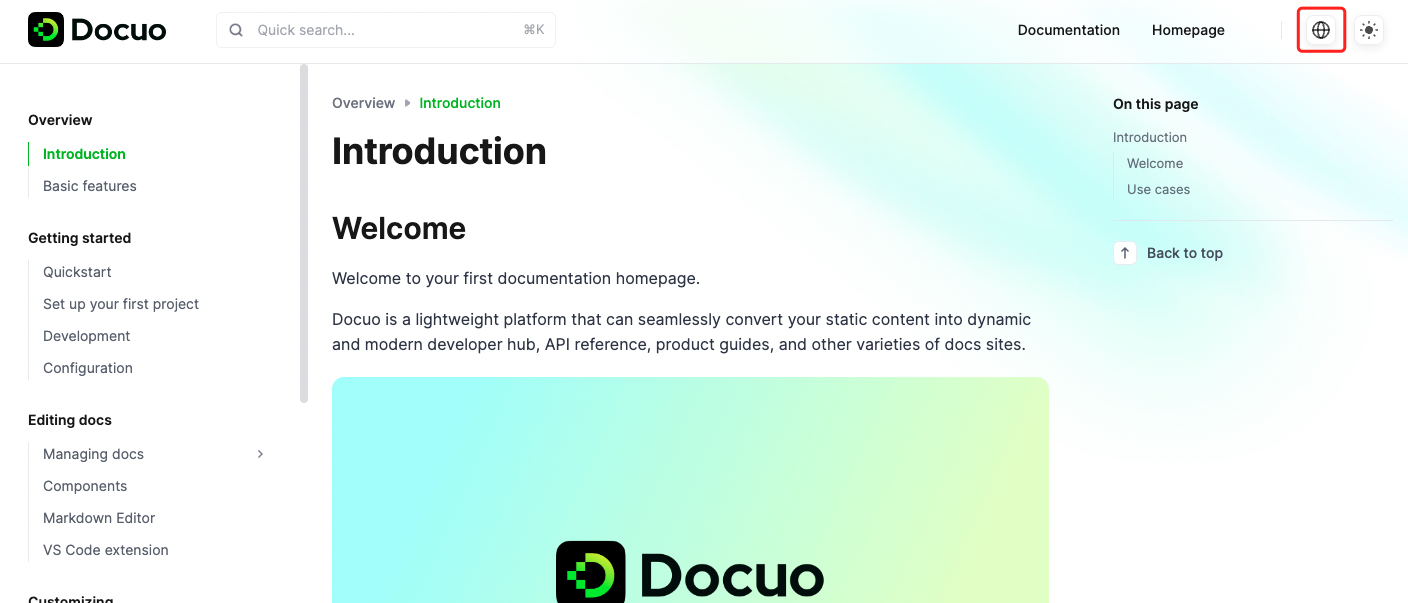 Docuo
Quick search...
⌘K
Documentation
Homepage
Overview
Introduction
Basic features
Getting started
Quickstart
Set up your first project
Development
Configuration
Editing docs
Managing docs
Components
Markdown Editor
VS Code extension
Customizing
Overview Introduction
Introduction
Welcome
Welcome to your first documentation homepage.
Docuo is a lightweight platform that can seamlessly convert your static content into dynamic
and modern developer hub, API reference, product guides, and other varieties of docs sites.
Docuo
On this page
Introduction
Welcome
Use cases
Back to top